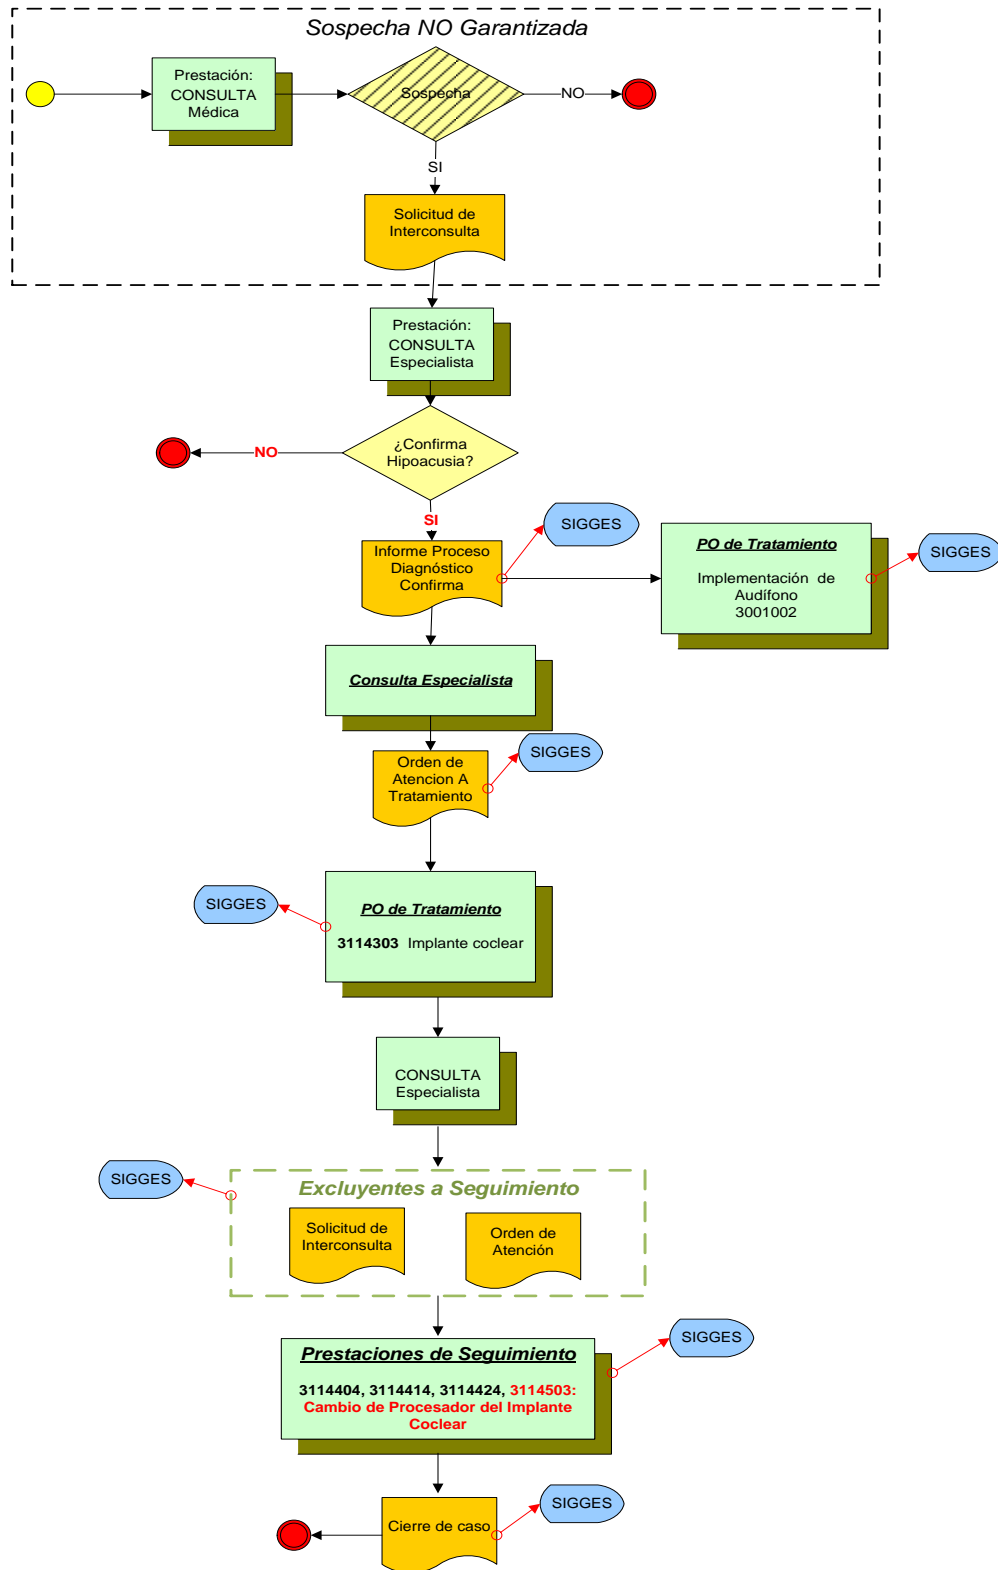 Sospecha NO Garantizada
Prestación:
CONSULTA
Médica
Sospecha
NO
SI
Solicitud de
Interconsulta
Prestación:
CONSULTA
Especialista
¿Confirma
Hipoacusia?
NO
SI
Informe Proceso
Diagnóstico
Confirma
SIGGES
PO de Tratamiento
Implementación de
Audífono
3001002
SIGGES
Consulta Especialista
Orden de
Atencion A
Tratamiento
SIGGES
SIGGES
PO de Tratamiento
3114303 Implante coclear
CONSULTA
Especialista
SIGGES
Excluyentes a Seguimiento
Solicitud de
Interconsulta
Orden de
Atención
SIGGES
Prestaciones de Seguimiento
3114404, 3114414, 3114424, 3114503:
Cambio de Procesador del Implante
Coclear
SIGGES
Cierre de caso